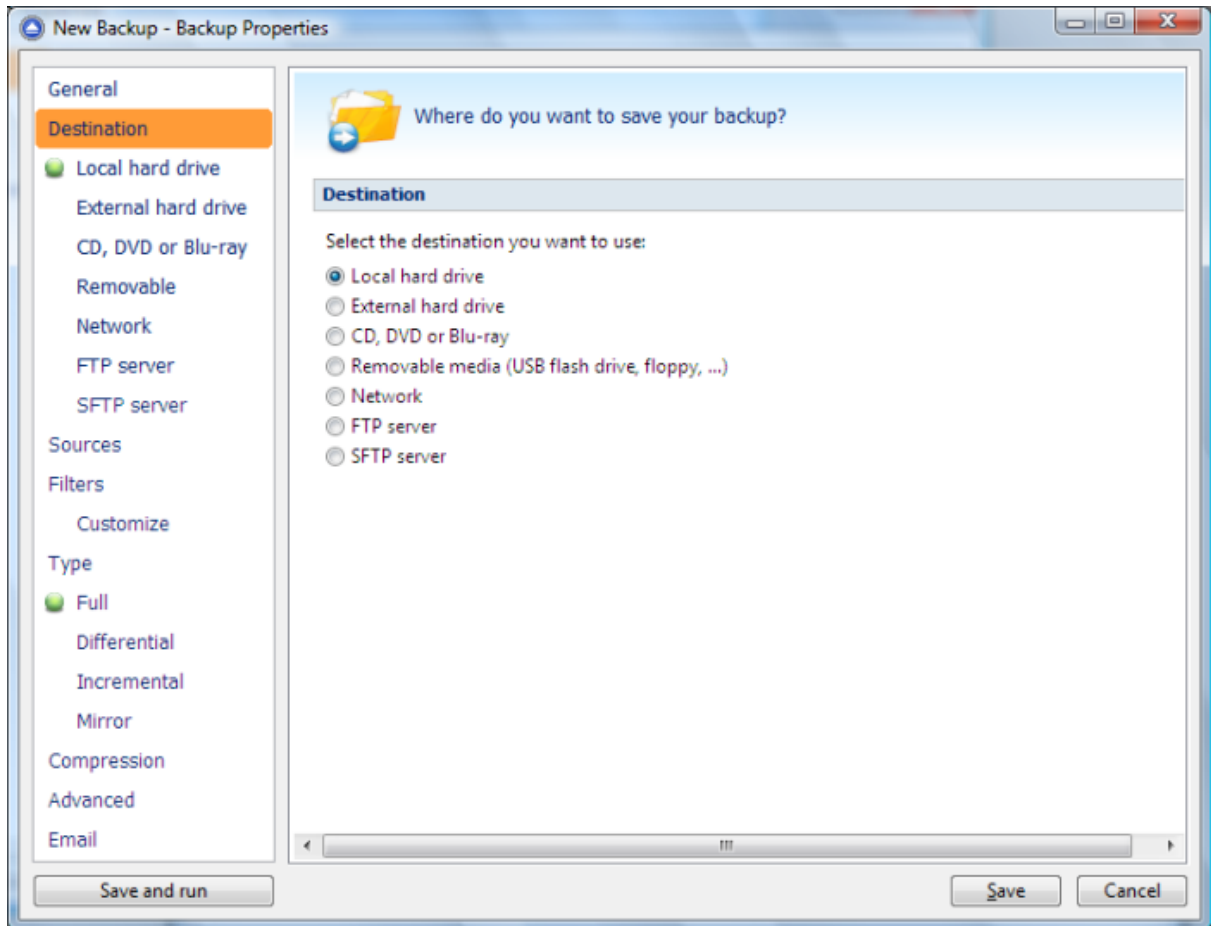 New Backup - Backup Properties
General
Destination
Local hard drive
External hard drive
CD, DVD or Blu-ray
Removable
Network
FTP server
SFTP server
Sources
Filters
Customize
Type
Full
Differential
Incremental
Mirror
Compression
Advanced
Email
Where do you want to save your backup?
Destination
Select the destination you want to use:
Local hard drive
External hard drive
CD, DVD or Blu-ray
Removable media (USB flash drive, floppy, ...)
Network
FTP server
SFTP server
Save and run
Save
Cancel